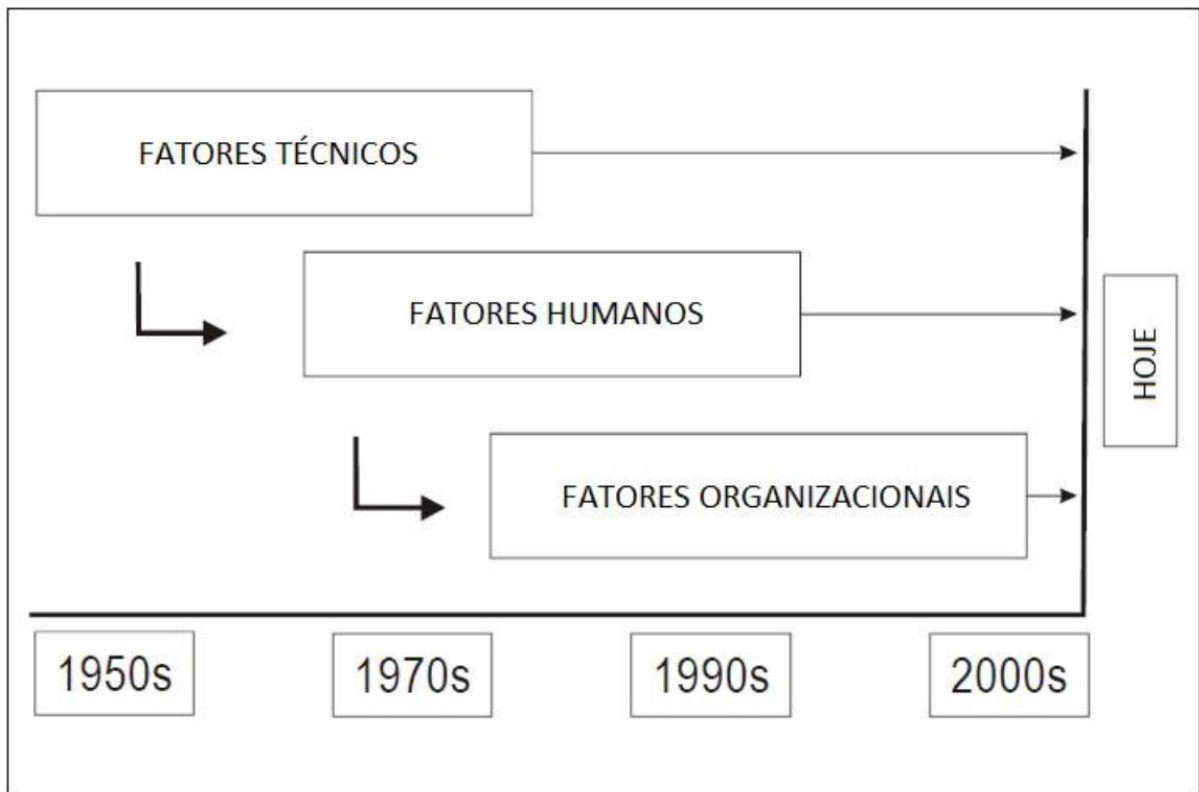 FATORES TÉCNICOS
FATORES HUMANOS
HOJE
FATORES ORGANIZACIONAIS
1950s
1970s
1990s
2000s